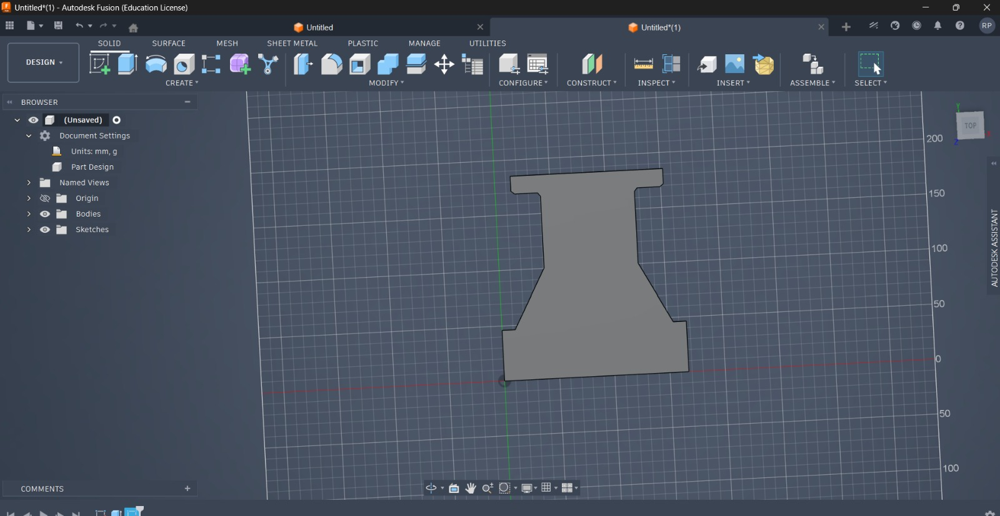 Untitled*(1) - Autodesk Fusion (Education License)
Untitled
Untitled*(1)
RP
DESIGN
SOLID
SURFACE
MESH
SHEET METAL
PLASTIC
MANAGE
UTILITIES
CREATE
MODIFY
CONFIGURE
CONSTRUCT
INSPECT
INSERT
ASSEMBLE
SELECT
BROWSER
(Unsaved)
Document Settings
Units: mm, g
Part Design
Named Views
Origin
Bodies
Sketches
Y
TOP
Z
200
150
100
50
0
50
100
AUTODESK ASSISTANT
COMMENTS